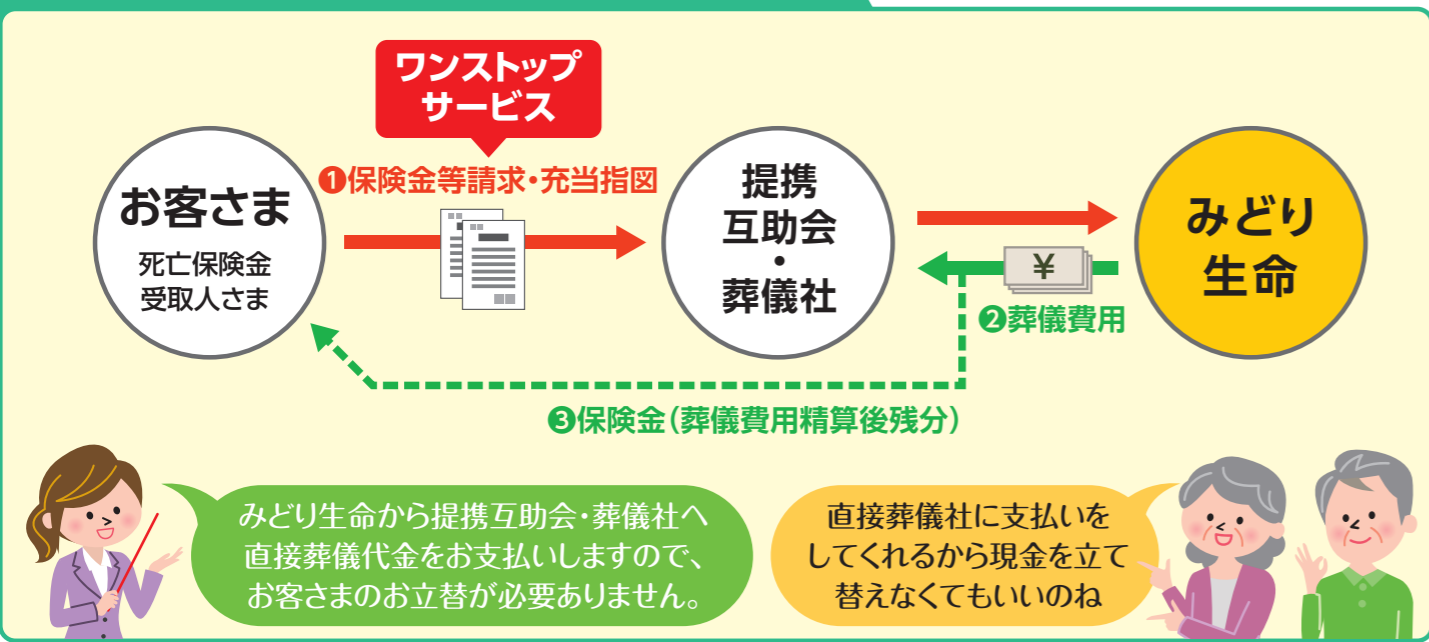 ワンストップ
サービス
❶保険金等請求・充当指図
お客さま
死亡保険金
受取人さま
提携
互助会
・
葬儀社
みどり
生命
¥
❷葬儀費用
❸保険金(葬儀費用精算後残分)
みどり生命から提携互助会・葬儀社へ
直接葬儀代金をお支払いしますので、
お客さまのお立替が必要ありません。
直接葬儀社に支払いを
してくれるから現金を立て
替えなくてもいいのね